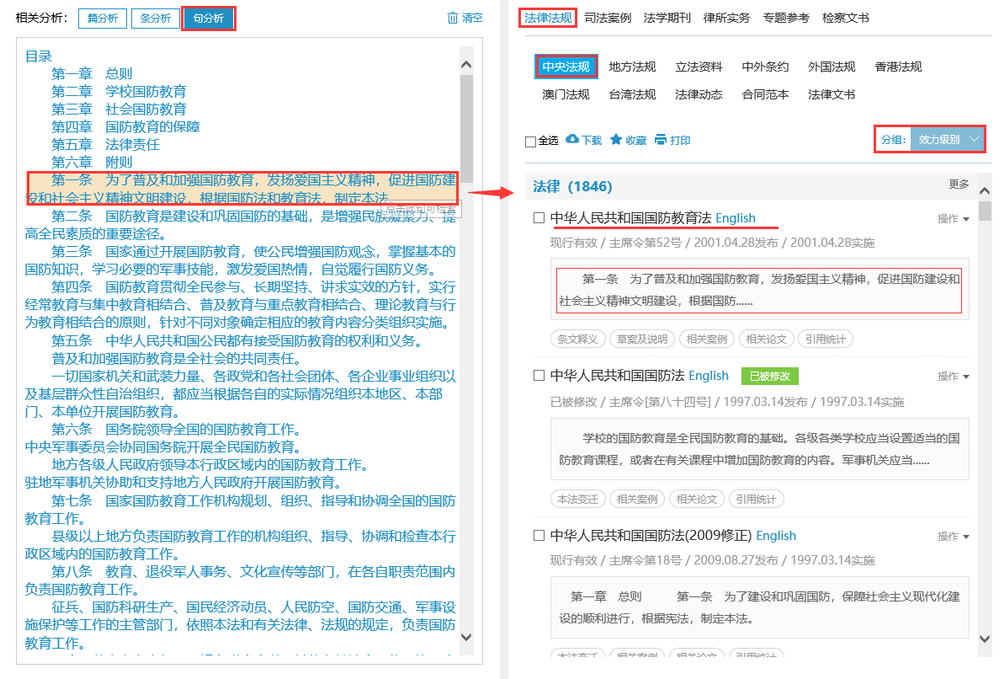 相关分析： 篇分析 条分析 句分析 清空
目录
第一章 总则
第二章 学校国防教育
第三章 社会国防教育
第四章 国防教育的保障
第五章 法律责任
第六章 附则
第一条 为了普及和加强国防教育，发扬爱国主义精神，促进国防建
设和社会主义精神文明建设，根据国防法和教育法，制定本法。
点击此句可检索
第二条 国防教育是建设和巩固国防的基础，是增强民族凝聚力、提
高全民素质的重要途径。
第三条 国家通过开展国防教育，使公民增强国防观念，掌握基本的
国防知识，学习必要的军事技能，激发爱国热情，自觉履行国防义务。
第四条 国防教育贯彻全民参与、长期坚持、讲求实效的方针，实行
经常教育与集中教育相结合、普及教育与重点教育相结合、理论教育与行
为教育相结合的原则，针对不同对象确定相应的教育内容分类组织实施。
第五条 中华人民共和国公民都有接受国防教育的权利和义务。
普及和加强国防教育是全社会的共同责任。
一切国家机关和武装力量、各政党和各社会团体、各企业事业组织以
及基层群众性自治组织，都应当根据各自的实际情况组织本地区、本部
门、本单位开展国防教育。
第六条 国务院领导全国的国防教育工作。
中央军事委员会协同国务院开展全民国防教育。
地方各级人民政府领导本行政区域内的国防教育工作。
驻地军事机关协助和支持地方人民政府开展国防教育。
第七条 国家国防教育工作机构规划、组织、指导和协调全国的国防
教育工作。
县级以上地方负责国防教育工作的机构组织、指导、协调和检查本行
政区域内的国防教育工作。
第八条 教育、退役军人事务、文化宣传等部门，在各自职责范围内
负责国防教育工作。
征兵、国防科研生产、国民经济动员、人民防空、国防交通、军事设
施保护等工作的主管部门，依照本法和有关法律、法规的规定，负责国防
教育工作。
法律法规 司法案例 法学期刊 律所实务 专题参考 检察文书
中央法规 地方法规 立法资料 中外条约 外国法规 香港法规
澳门法规 台湾法规 法律动态 合同范本 法律文书
全选 下载 收藏 打印 分组: 效力级别
法律 (1846) 更多
中华人民共和国国防教育法 English 操作
现行有效 / 主席令第52号 / 2001.04.28发布 / 2001.04.28实施
第一条 为了普及和加强国防教育，发扬爱国主义精神，促进国防建设和
社会主义精神文明建设，根据国防......
条文释义 草案及说明 相关案例 相关论文 引用统计
中华人民共和国国防法 English 已被修改 操作
已被修改 / 主席令[第八十四号] / 1997.03.14发布 / 1997.03.14实施
学校的国防教育是全民国防教育的基础。各级各类学校应当设置适当的国
防教育课程，或者在有关课程中增加国防教育的内容。军事机关应当......
本法变迁 相关案例 相关论文 引用统计
中华人民共和国国防法(2009修正) English 操作
现行有效 / 主席令第18号 / 2009.08.27发布 / 1997.03.14实施
第一章 总则 第一条 为了建设和巩固国防，保障社会主义现代化建
设的顺利进行，根据宪法，制定本法。
本法变迁 相关案例 相关论文 引用统计